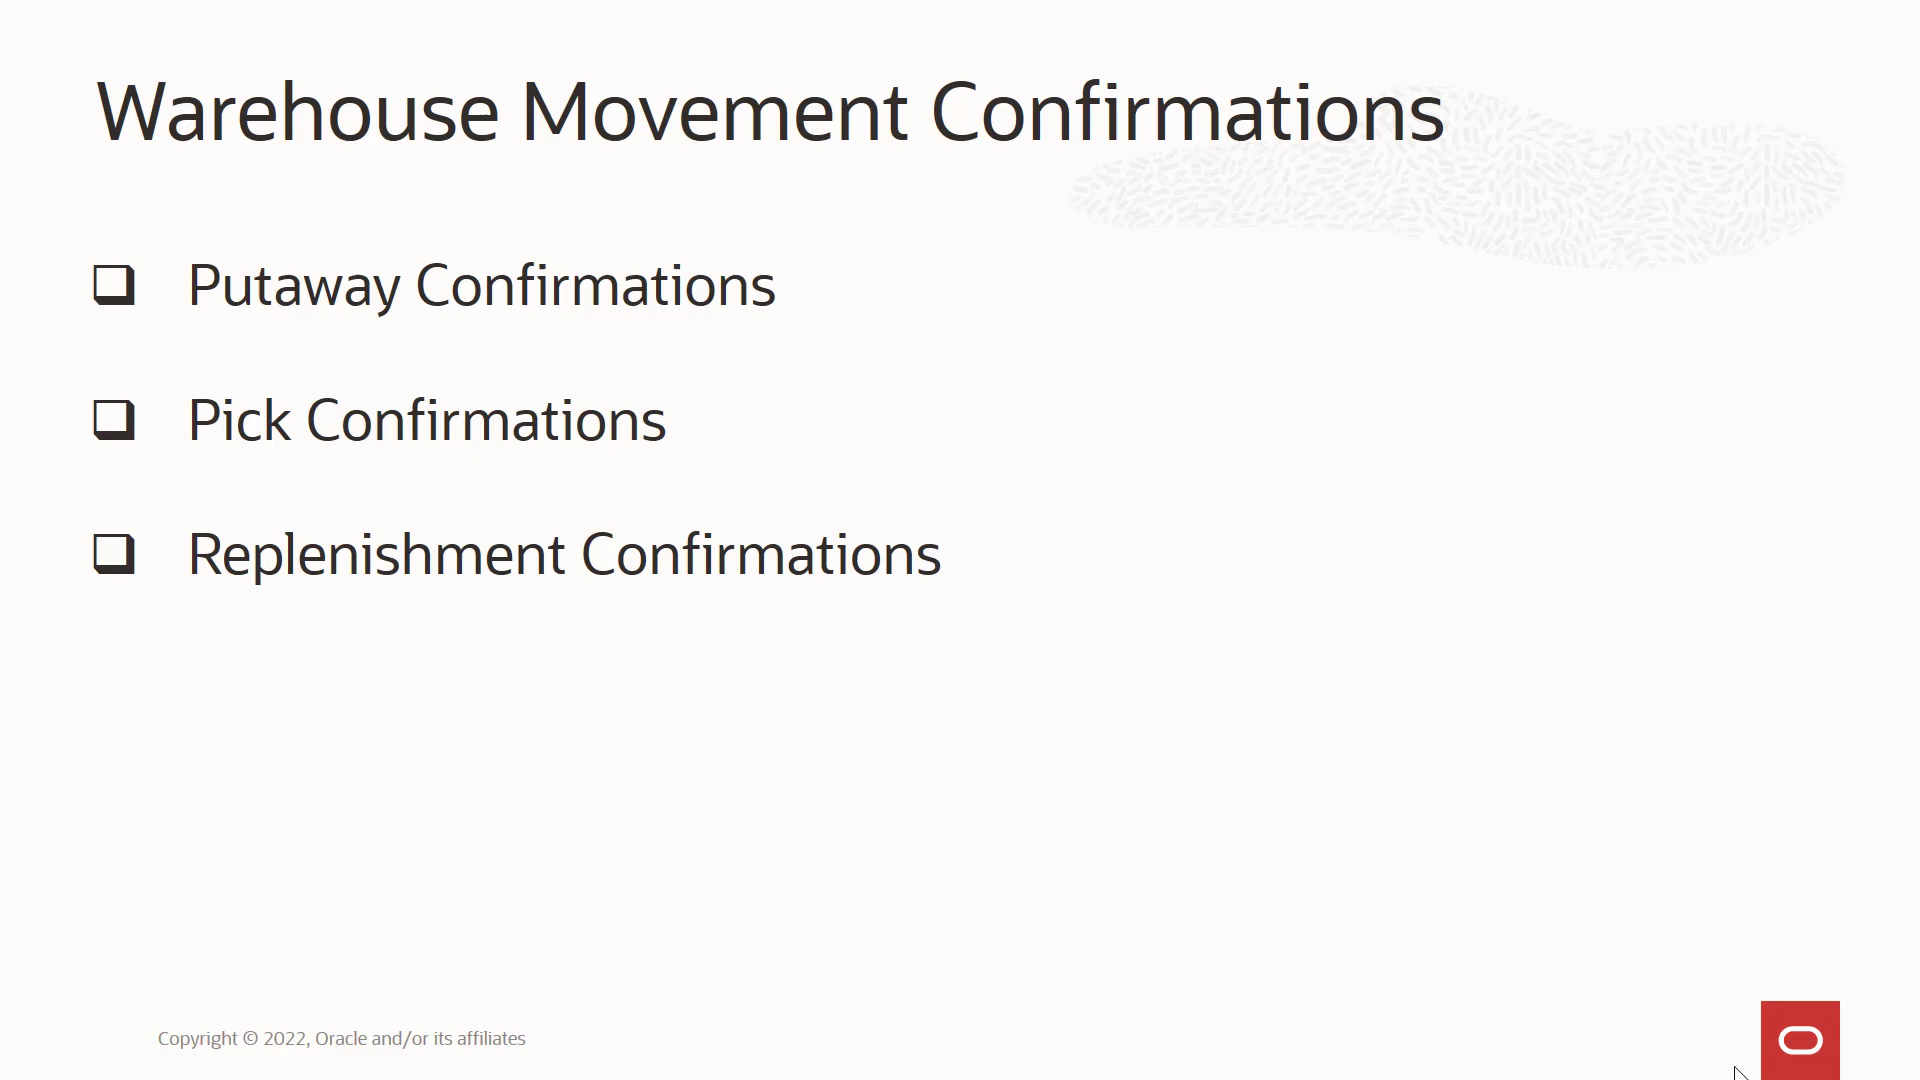 Warehouse Movement Confirmations
Putaway Confirmations
Pick Confirmations
Replenishment Confirmations
Copyright © 2022, Oracle and/or its affiliates